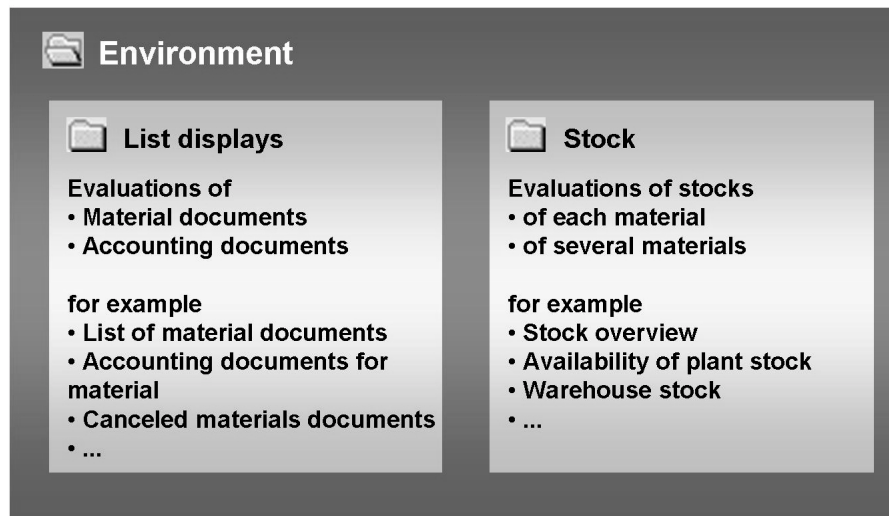 Environment
List displays
Evaluations of
• Material documents
• Accounting documents
for example
• List of material documents
• Accounting documents for
material
• Canceled materials documents
• ...
Stock
Evaluations of stocks
• of each material
• of several materials
for example
• Stock overview
• Availability of plant stock
• Warehouse stock
• ...